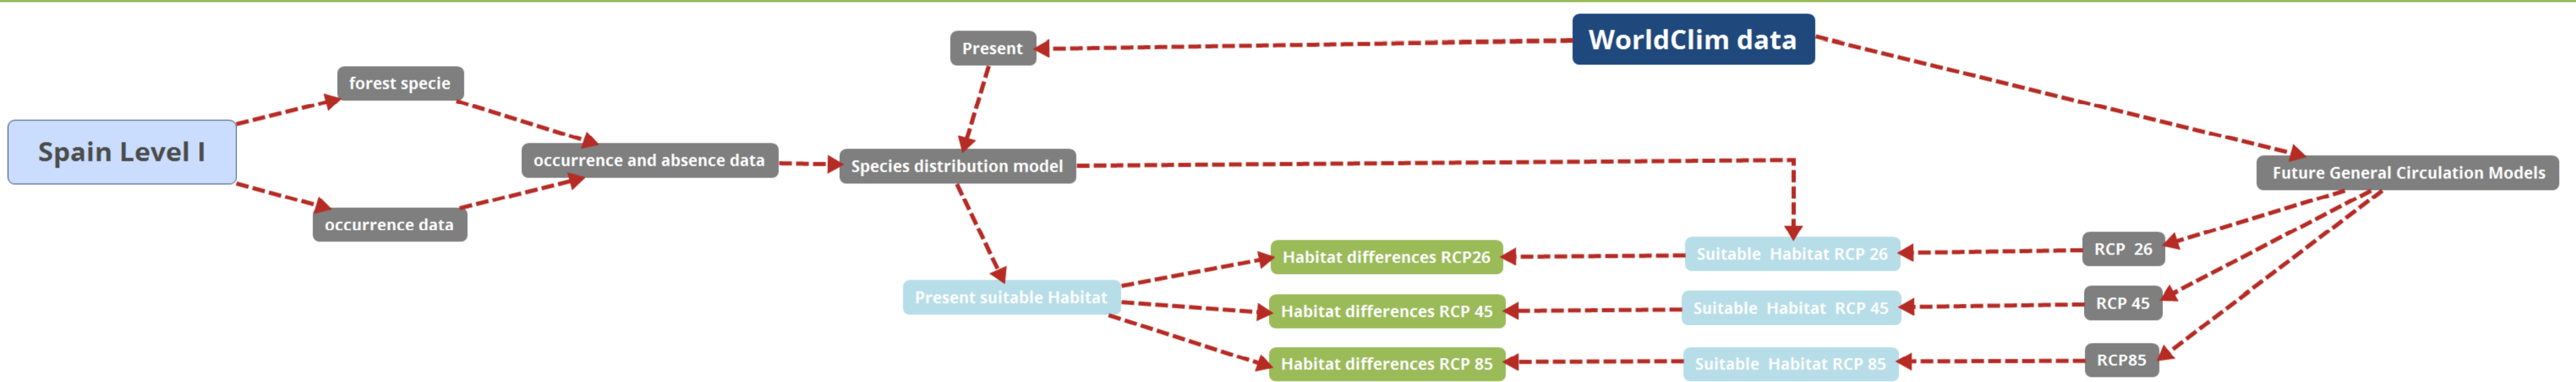 WorldClim data
Present
forest specie
Spain Level I
occurrence and absence data
Species distribution model
Future General Circulation Models
occurrence data
Habitat differences RCP26
Suitable Habitat RCP 26
RCP 26
Present suitable Habitat
Habitat differences RCP 45
Suitable Habitat RCP 45
RCP 45
Habitat differences RCP 85
Suitable Habitat RCP 85
RCP85